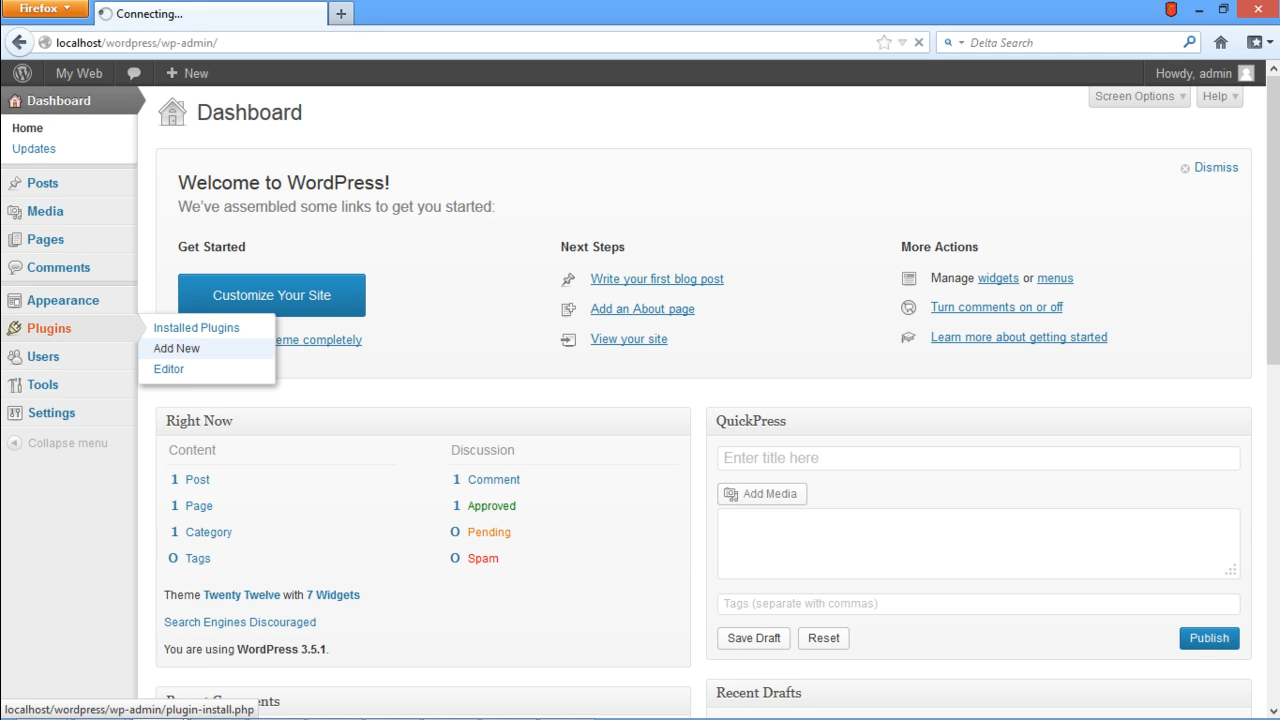 Firefox
Connecting...
localhost/wordpress/wp-admin/
Delta Search
My Web
New
Howdy, admin
Dashboard
Home
Updates
Posts
Media
Pages
Comments
Appearance
Plugins
Users
Tools
Settings
Collapse menu
Installed Plugins
Add New
Editor
Dashboard
Screen Options
Help
Welcome to WordPress!
We've assembled some links to get you started:
Dismiss
Get Started
Customize Your Site
eme completely
Next Steps
Write your first blog post
Add an About page
View your site
More Actions
Manage widgets or menus
Turn comments on or off
Learn more about getting started
Right Now
Content
1 Post
1 Page
1 Category
0 Tags
Discussion
1 Comment
1 Approved
0 Pending
0 Spam
Theme Twenty Twelve with 7 Widgets
Search Engines Discouraged
You are using WordPress 3.5.1.
QuickPress
Enter title here
Add Media
Tags (separate with commas)
Save Draft
Reset
Publish
Recent Drafts
localhost/wordpress/wp-admin/plugin-install.php